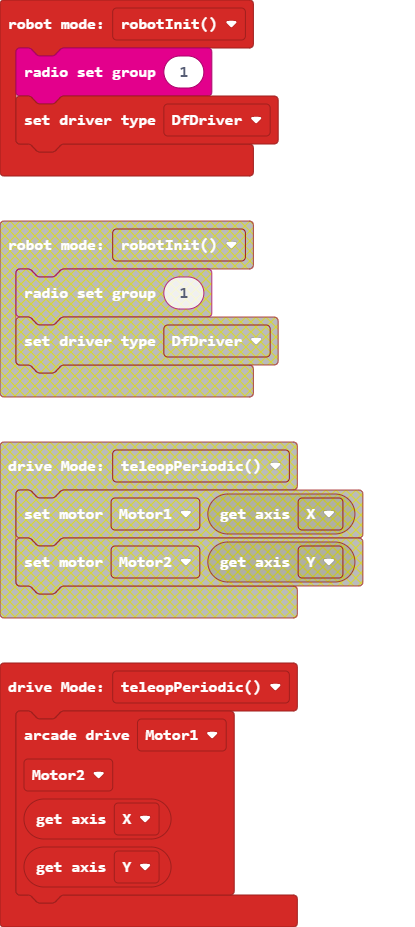 robot mode: robotInit()
radio set group 1
set driver type DfDriver
robot mode: robotInit()
radio set group 1
set driver type DfDriver
drive Mode: teleopPeriodic()
set motor Motor1 get axis X
set motor Motor2 get axis Y
drive Mode: teleopPeriodic()
arcade drive Motor1
Motor2
get axis X
get axis Y